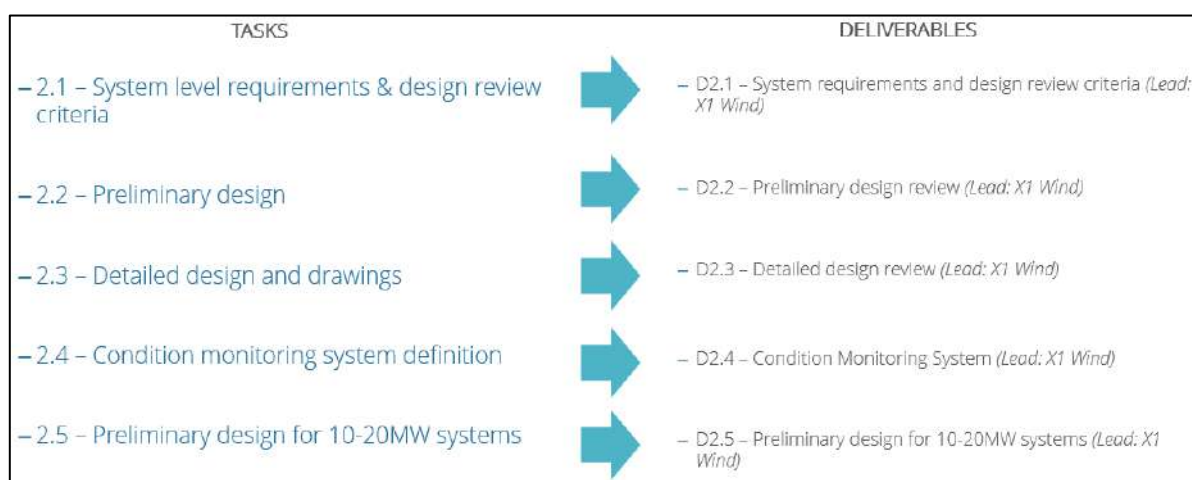 TASKS
DELIVERABLES
– 2.1 – System level requirements & design review
criteria
– D2.1 – System requirements and design review criteria (Lead:
X1 Wind)
– 2.2 – Preliminary design
– D2.2 – Preliminary design review (Lead: X1 Wind)
– 2.3 – Detailed design and drawings
– D2.3 – Detailed design review (Lead: X1 Wind)
– 2.4 – Condition monitoring system definition
– D2.4 – Condition Monitoring System (Lead: X1 Wind)
– 2.5 – Preliminary design for 10-20MW systems
– D2.5 – Preliminary design for 10-20MW systems (Lead: X1
Wind)